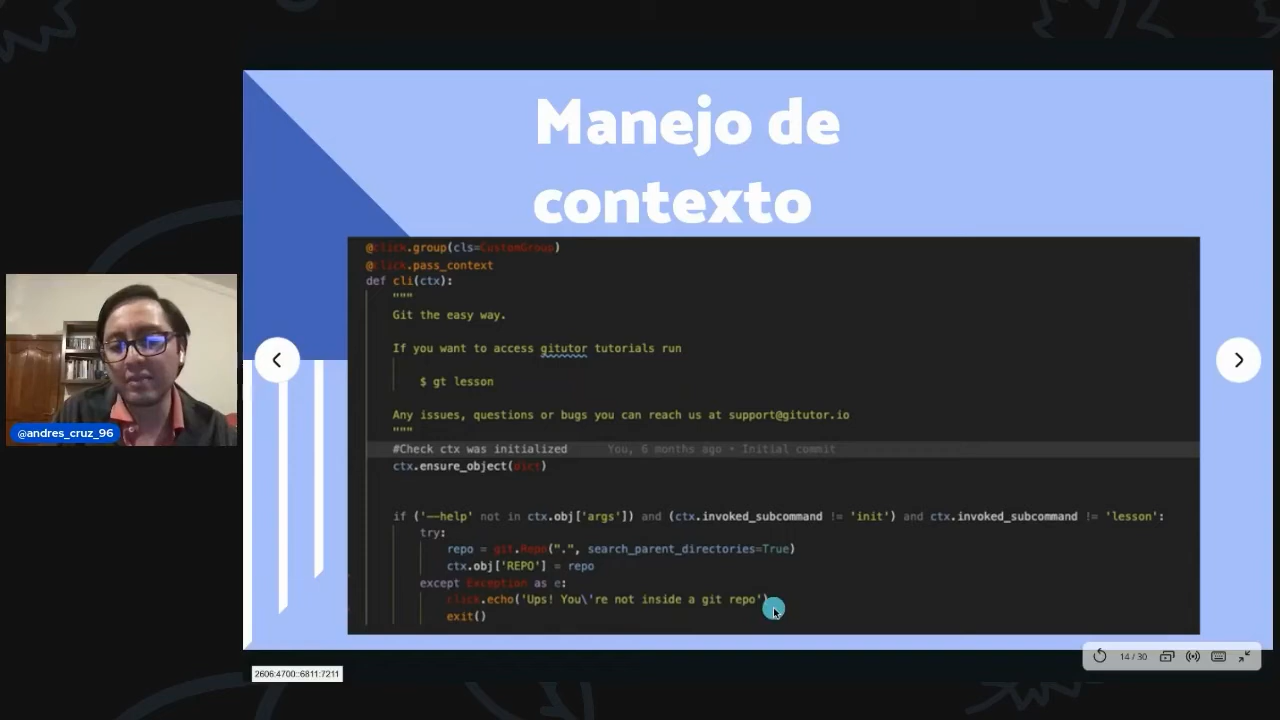 Manejo de
contexto
@click.group(cls=CustomGroup)
@click.pass_context
def cli(ctx):
"""
Git the easy way.
If you want to access gitutor tutorials run
$ gt lesson
Any issues, questions or bugs you can reach us at support@gitutor.io
"""
#Check ctx was initialized You, 6 months ago • Initial commit
ctx.ensure_object(dict)
if ('--help' not in ctx.obj['args']) and (ctx.invoked_subcommand != 'init') and ctx.invoked_subcommand != 'lesson':
try:
repo = git.Repo(".", search_parent_directories=True)
ctx.obj['REPO'] = repo
except Exception as e:
click.echo('Ups! You\'re not inside a git repo')
exit()
@andres_cruz_96
14 / 30
2606:4700::6811:7211